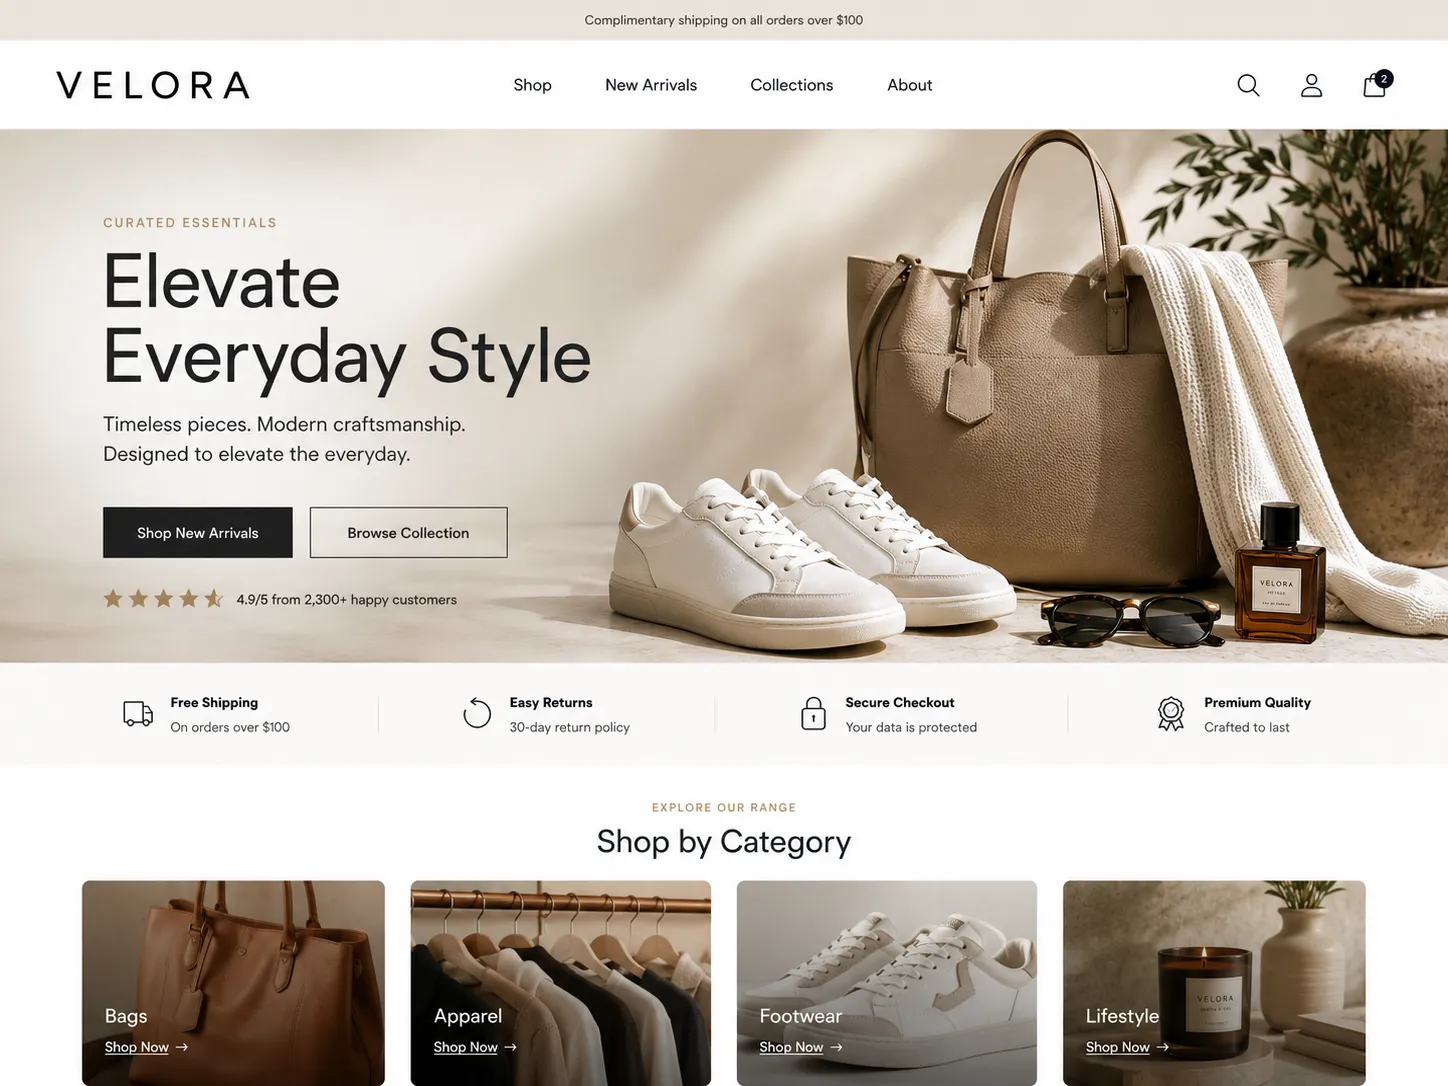 Complimentary shipping on all orders over $100
VELORA
Shop
New Arrivals
Collections
About
2
CURATED ESSENTIALS
Elevate
Everyday Style
Timeless pieces. Modern craftsmanship.
Designed to elevate the everyday.
Shop New Arrivals
Browse Collection
4.9/5 from 2,300+ happy customers
VELORA
Free Shipping
On orders over $100
Easy Returns
30-day return policy
Secure Checkout
Your data is protected
Premium Quality
Crafted to last
EXPLORE OUR RANGE
Shop by Category
Bags
Shop Now →
Apparel
Shop Now →
Footwear
Shop Now →
VELORA
Lifestyle
Shop Now →